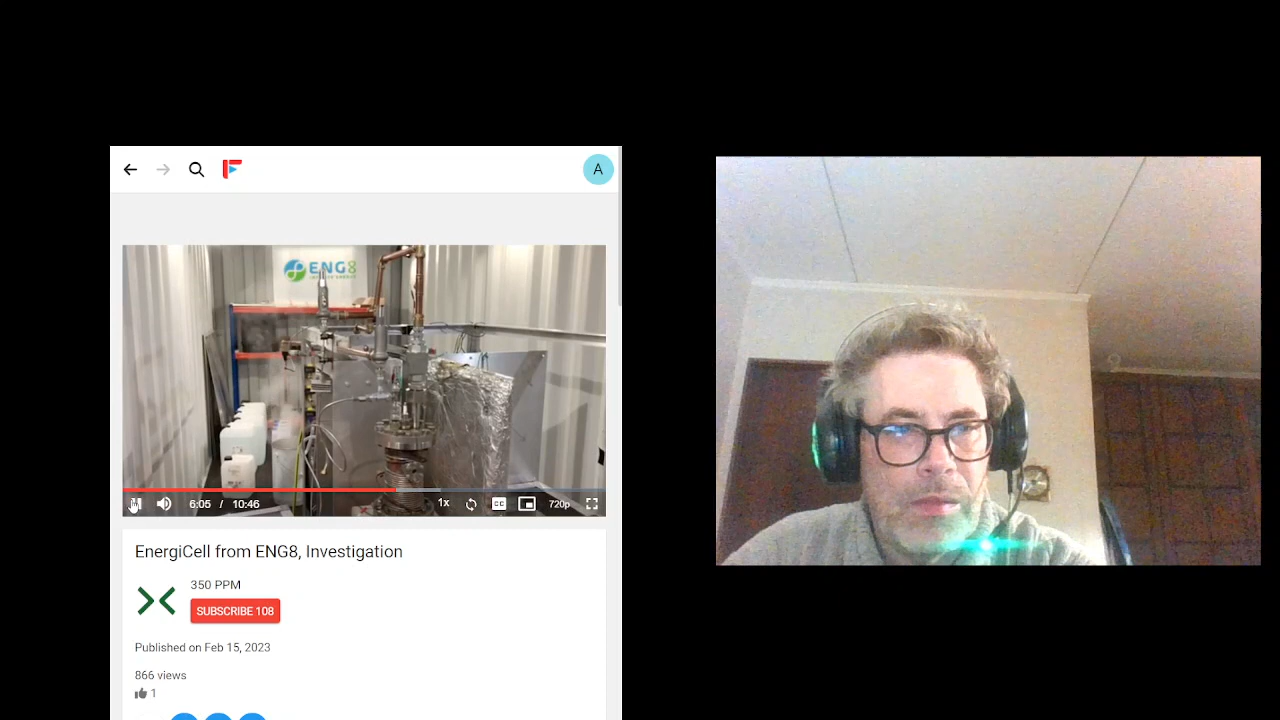 A
ENG8
6:05 / 10:46
1x
CC
720p
EnergiCell from ENG8, Investigation
350 PPM
SUBSCRIBE 108
Published on Feb 15, 2023
866 views
1